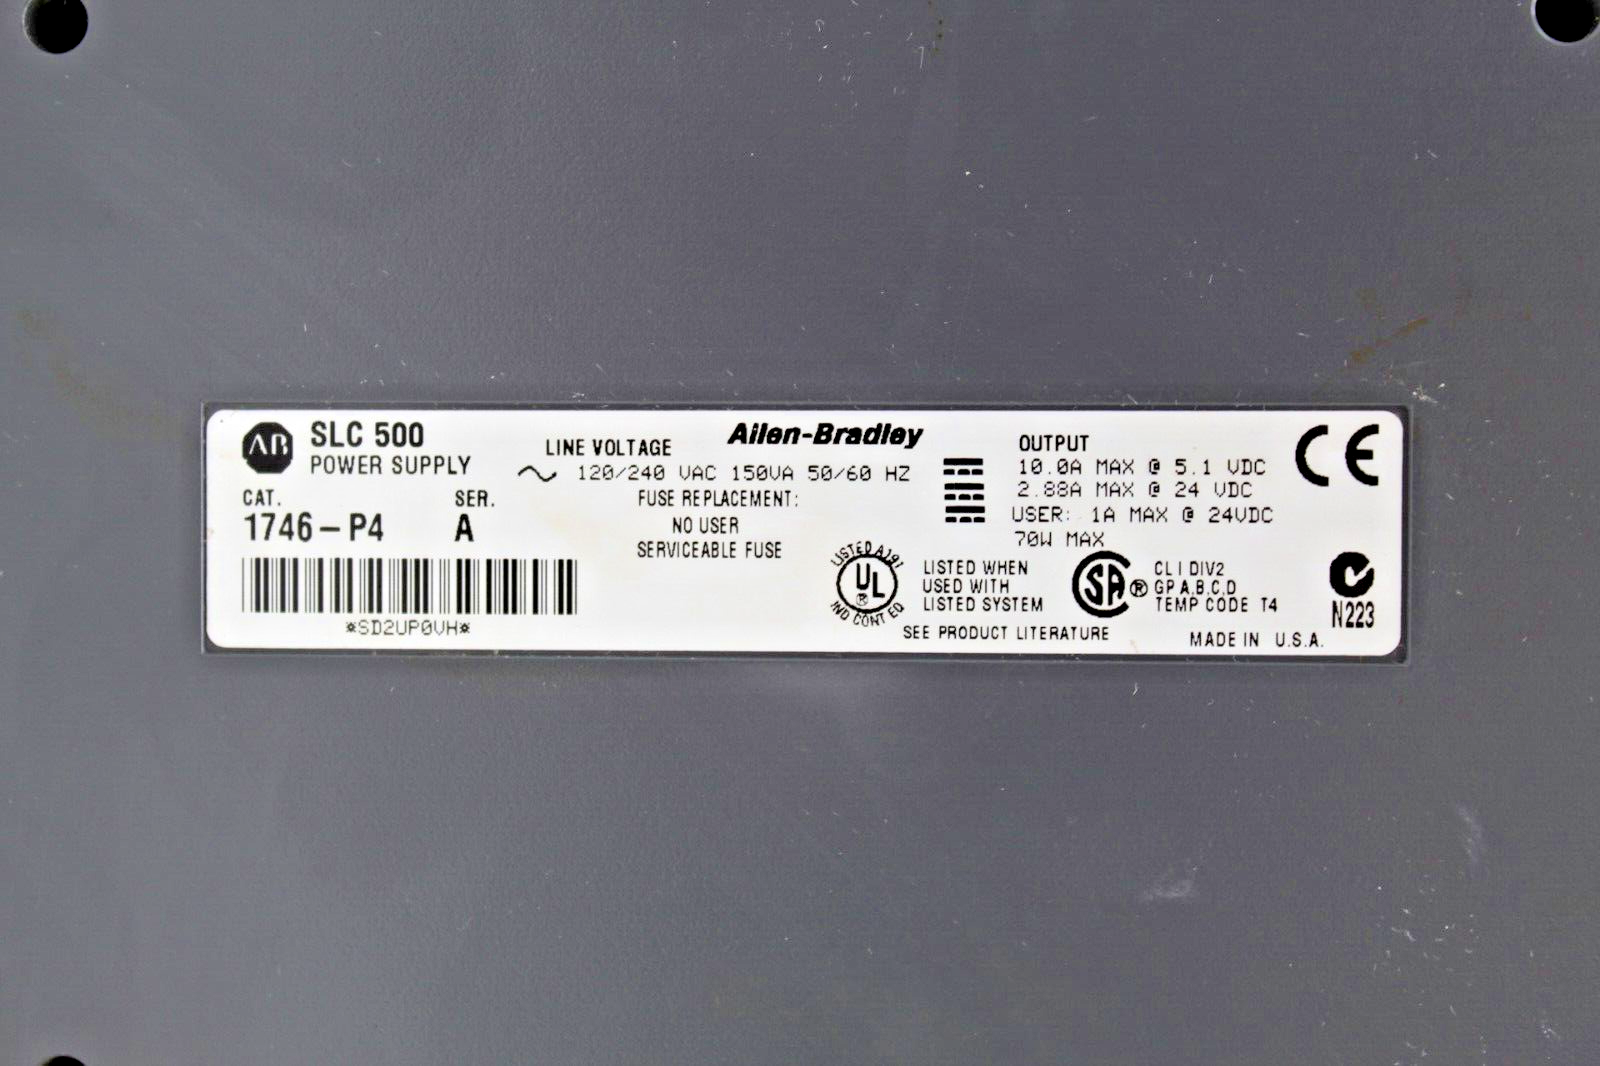 AB
SLC 500
POWER SUPPLY
CAT.
SER.
1746-P4
A
*SD2UP0VH*
LINE VOLTAGE
120/240 VAC 150VA 50/60 HZ
FUSE REPLACEMENT:
NO USER
SERVICEABLE FUSE
Allen-Bradley
OUTPUT
10.0A MAX @ 5.1 VDC
2.88A MAX @ 24 VDC
USER: 1A MAX @ 24VDC
70W MAX
CE
LISTED A197
UL
®
IND CONT EQ
LISTED WHEN
USED WITH
LISTED SYSTEM
SEE PRODUCT LITERATURE
SA ®
CL I DIV2
GP A,B,C,D
TEMP CODE T4
MADE IN U.S.A.
N223